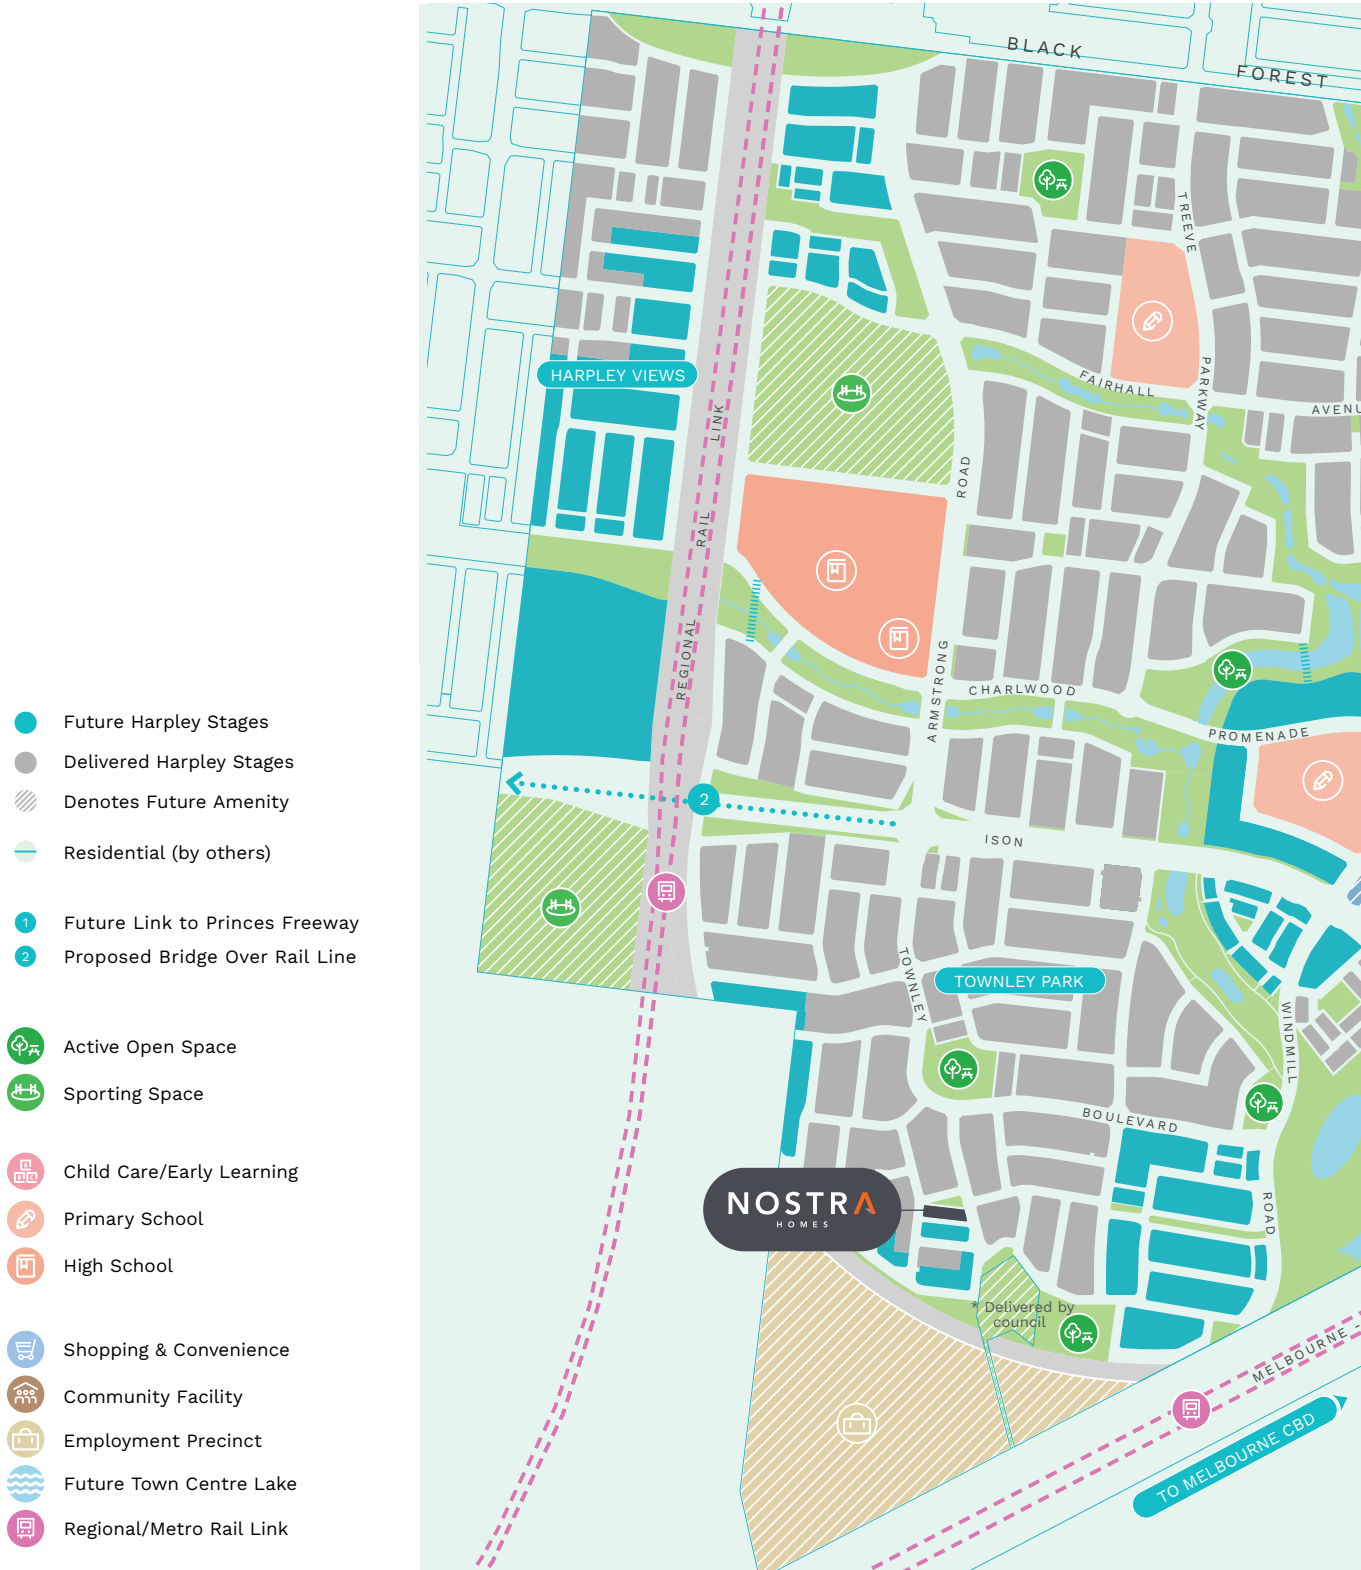 Future Harpley Stages
Delivered Harpley Stages
Denotes Future Amenity
Residential (by others)
1 Future Link to Princes Freeway
2 Proposed Bridge Over Rail Line
Active Open Space
Sporting Space
Child Care/Early Learning
Primary School
High School
Shopping & Convenience
Community Facility
Employment Precinct
Future Town Centre Lake
Regional/Metro Rail Link
BLACK FOREST
TREEVE PARKWAY
HARPLEY VIEWS
FAIRHALL
AVENU
REGIONAL RAIL LINK
ARMSTRONG ROAD
CHARLWOOD
PROMENADE
2
ISON
TOWNLEY
TOWNLEY PARK
WINDMILL
BOULEVARD
ROAD
NOSTRA
HOMES
* Delivered by
council
MELBOURNE -
TO MELBOURNE CBD